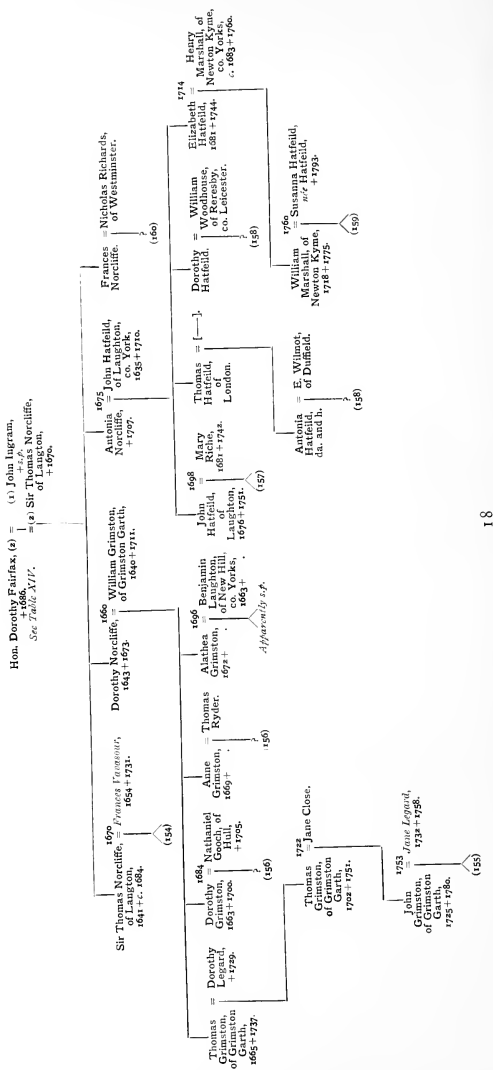 Hon. Dorothy Fairfax, (2) = (1) John Ingram,
+1686. +s.p.
See Table XIV. =(2) Sir Thomas Norcliffe,
of Langton,
+1670.
1670
Sir Thomas Norcliffe, = Frances Vavasour,
of Langton, 1654+1731.
1641+c. 1684.
(154)
1660
Dorothy Norcliffe, = William Grimston,
1643+1673. of Grimston Garth,
1640+1711.
1675
Antonia = John Hatfeild,
Norcliffe, of Laughton,
+1707. co. York,
1635+1710.
Frances = Nicholas Richards,
Norcliffe. of Westminster.
?
(160)
Thomas = Dorothy
Grimston, Legard,
of Grimston +1729.
Garth,
1665+1737.
1684
Dorothy = Nathaniel
Grimston, Gooch, of
1663+1700. Hull,
+1705.
?
(156)
Anne = Thomas
Grimston, Ryder.
1669+ .
?
(156)
1696
Alathea = Benjamin
Grimston, Laughton,
1672+ . of New Hill,
co. Yorks,
1663+ .
Apparently s.p.
1698
John = Mary
Hatfeild, Riche,
of 1681+1742.
Laughton,
1676+1751.
(157)
Thomas = [—].
Hatfeild,
of
London.
Dorothy = William
Hatfeild. Woodhouse,
of Reresby,
co. Leicester.
?
(158)
1714
Elizabeth = Henry
Hatfeild, Marshall, of
1681+1744. Newton Kyme,
co. Yorks,
c. 1683+1760.
1722
Thomas = Jane Close.
Grimston,
of Grimston
Garth,
1702+1751.
Antonia = E. Wilmot,
Hatfeild, of Duffield.
da. and h.
?
(158)
1760
William = Susanna Hatfeild,
Marshall, of née Hatfeild,
Newton Kyme, +1793.
1718+1775.
(159)
1753
John = Jane Legard,
Grimston, 1732+1758.
of Grimston
Garth,
1725+1780.
(155)
18